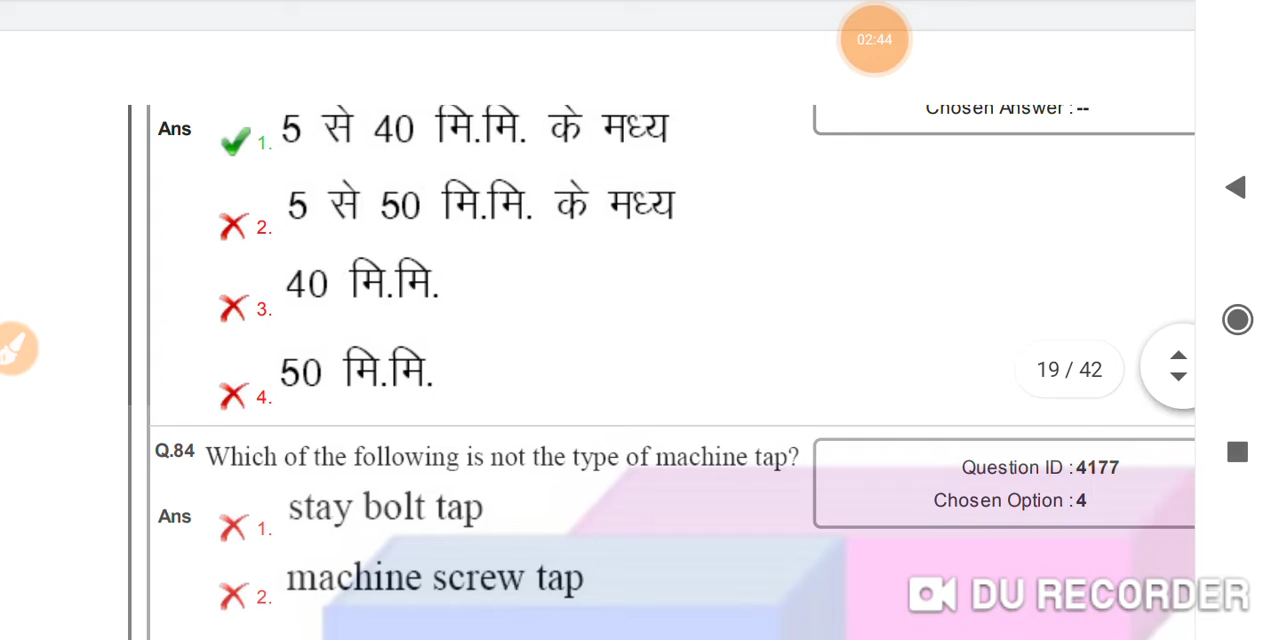 02:44
Chosen Answer : --
Ans 1. 5 से 40 मि.मि. के मध्य
2. 5 से 50 मि.मि. के मध्य
3. 40 मि.मि.
4. 50 मि.मि.
19 / 42
Q.84 Which of the following is not the type of machine tap?
Question ID : 4177
Chosen Option : 4
Ans 1. stay bolt tap
2. machine screw tap
DU RECORDER